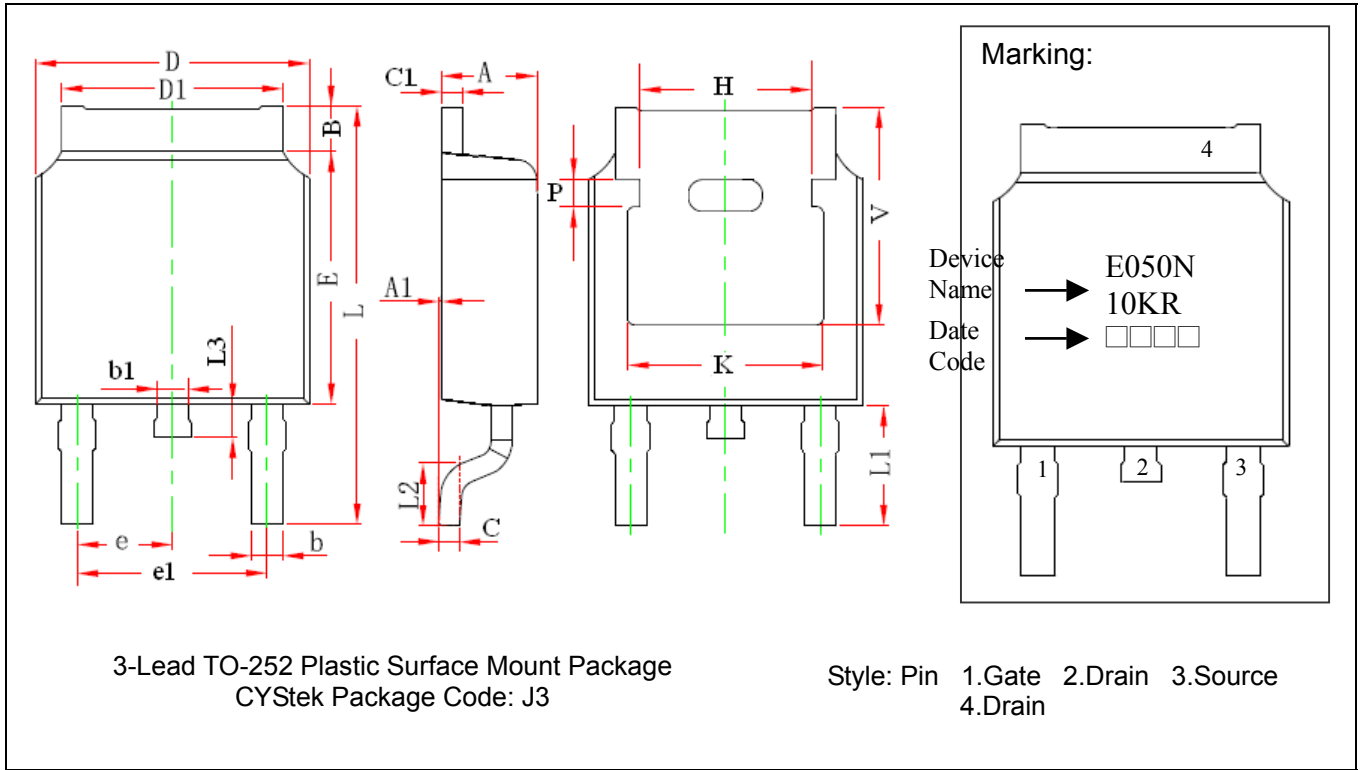 D
D1
B
E
L
L3
b1
e
e1
b
C1
A
A1
L2
C
H
P
V
K
L1
Marking:
4
Device
Name
E050N
10KR
Date
Code
□□□□
1 2 3
3-Lead TO-252 Plastic Surface Mount Package
CYStek Package Code: J3
Style: Pin 1.Gate 2.Drain 3.Source
4.Drain